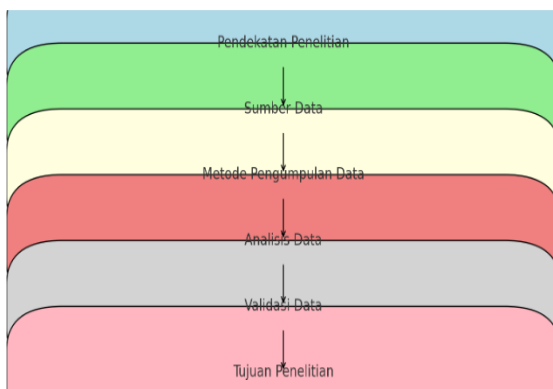 Pendekatan Penelitian
Sumber Data
Metode Pengumpulan Data
Analisis Data
Validasi Data
Tujuan Penelitian